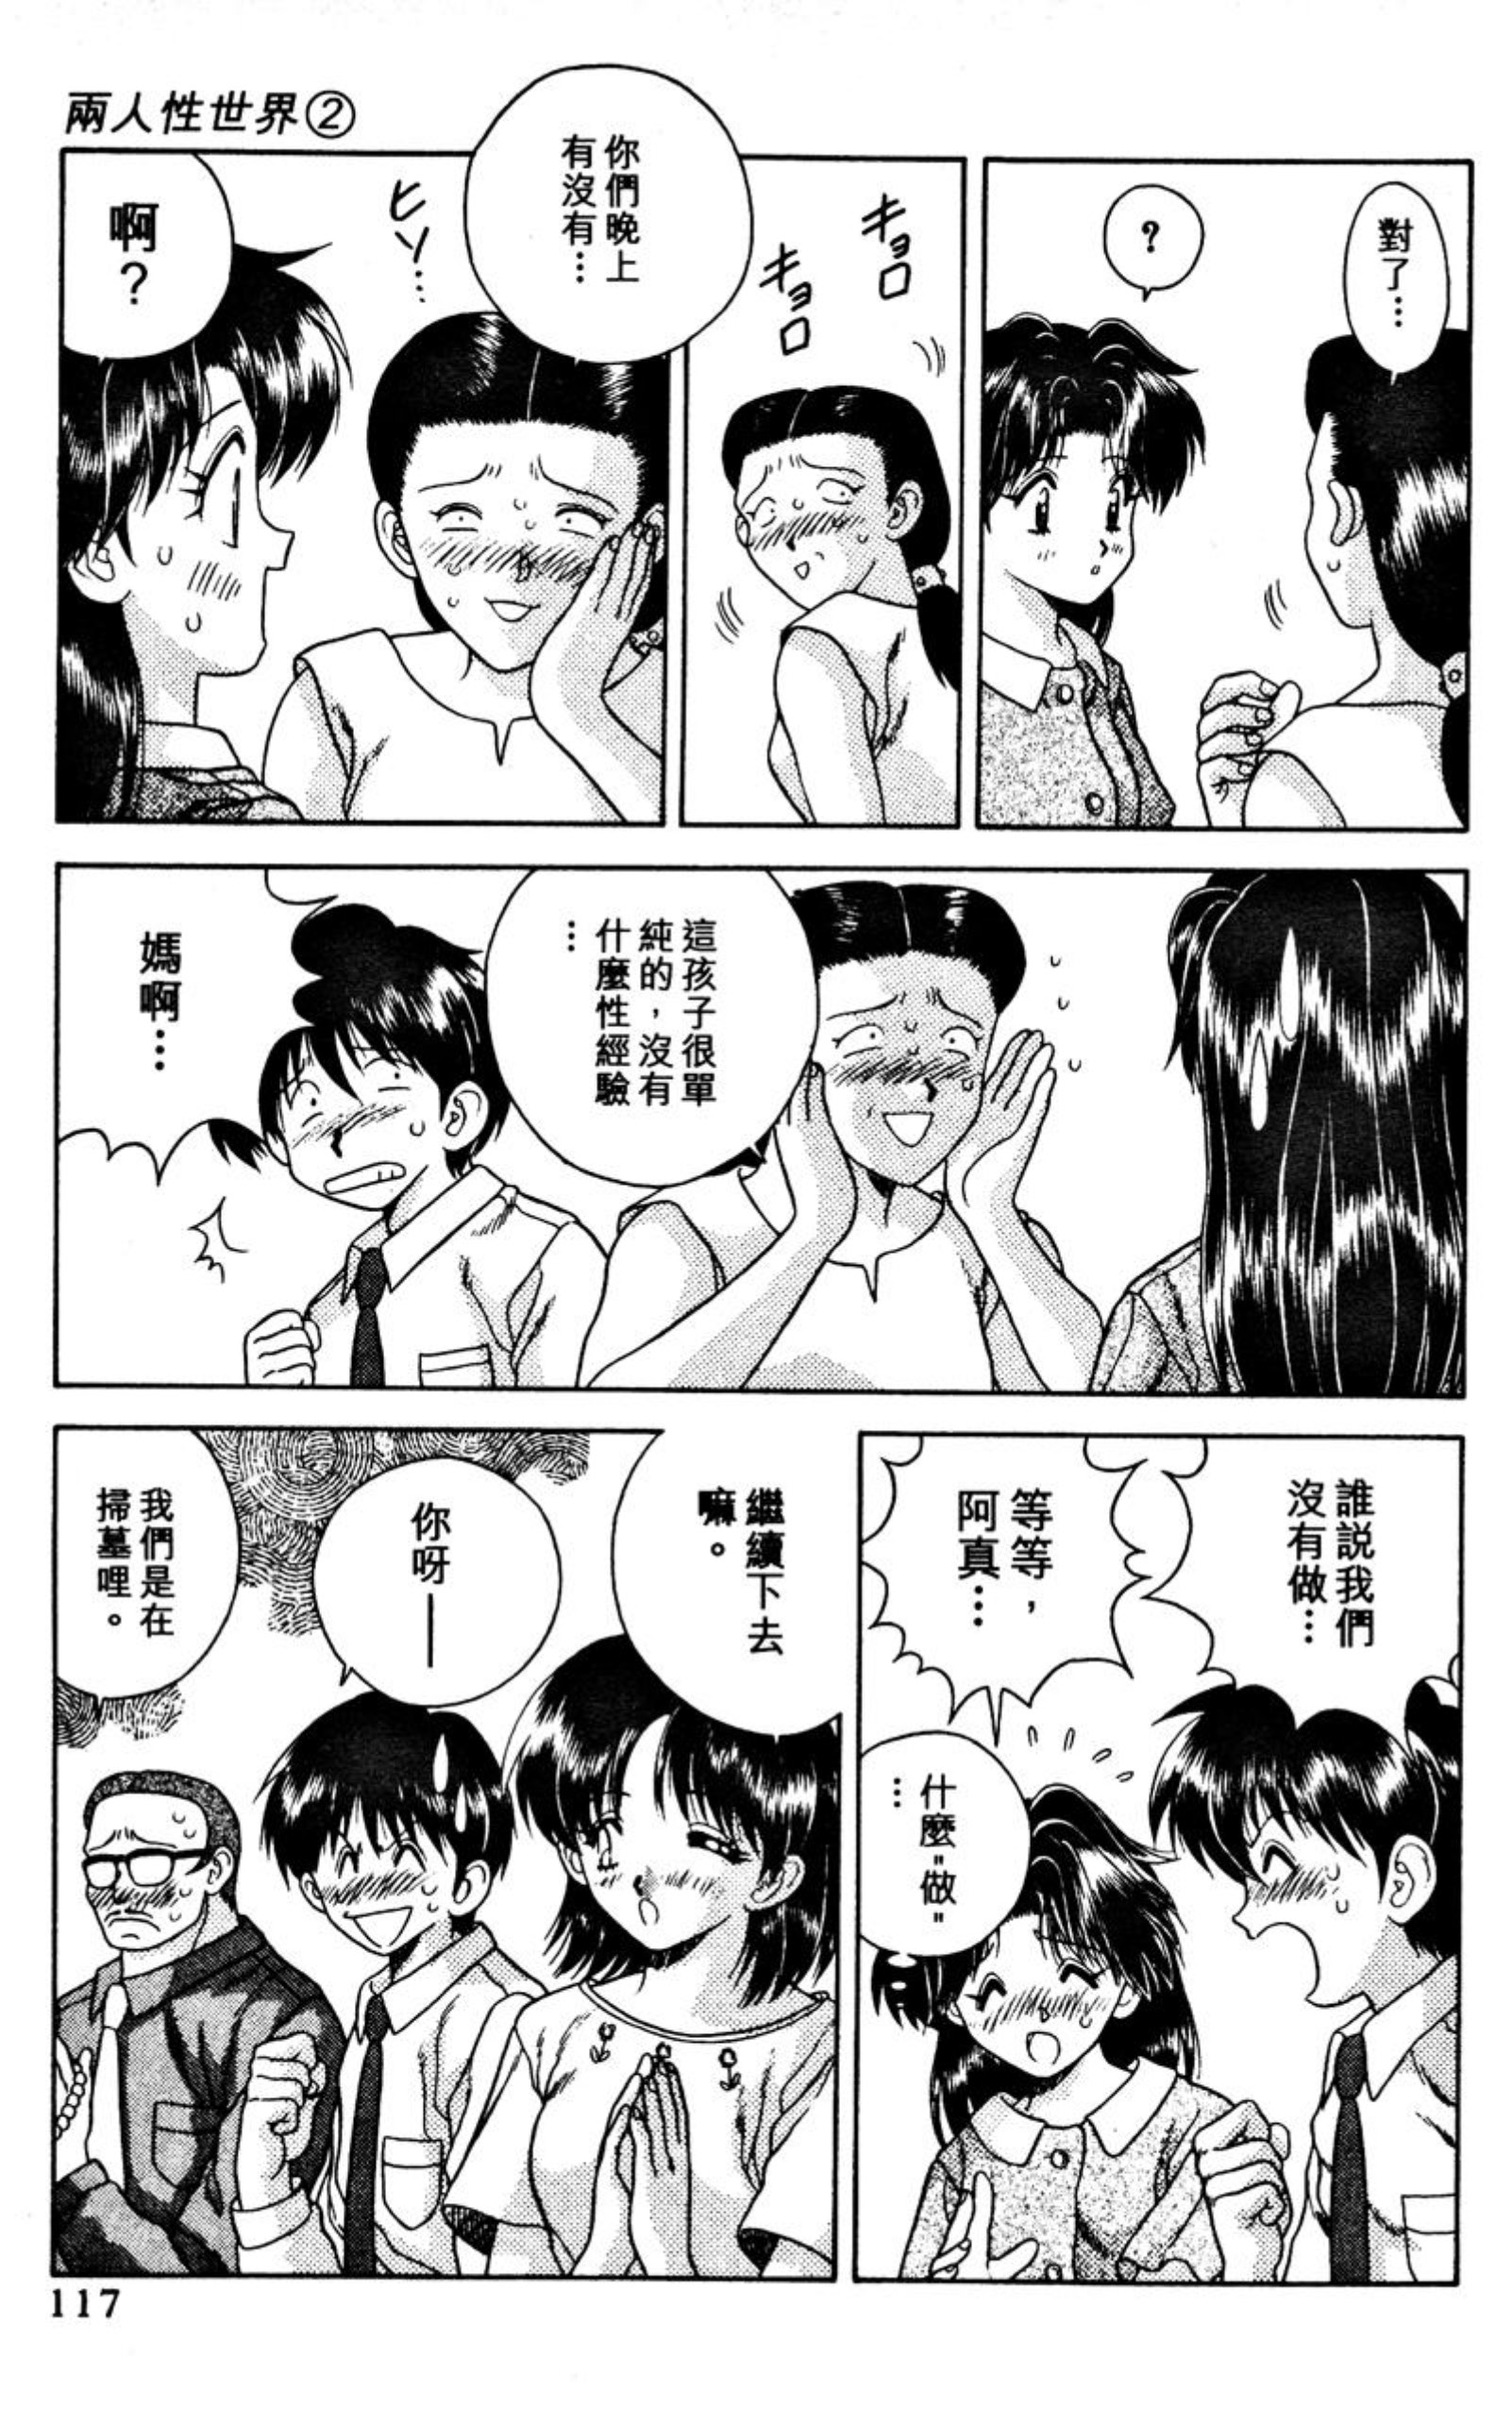 兩人性世界②
對了…
？
キョロ
キョロ
你們晚上
有沒有…
ヒソ…
啊？
這孩子很單
純的，沒有
什麼性經驗
…
媽啊…
誰説我們
沒有做…
等等，
阿真…
什麼"做"
…
繼續下去
嘛。
你呀——
我們是在
掃墓哩。
117